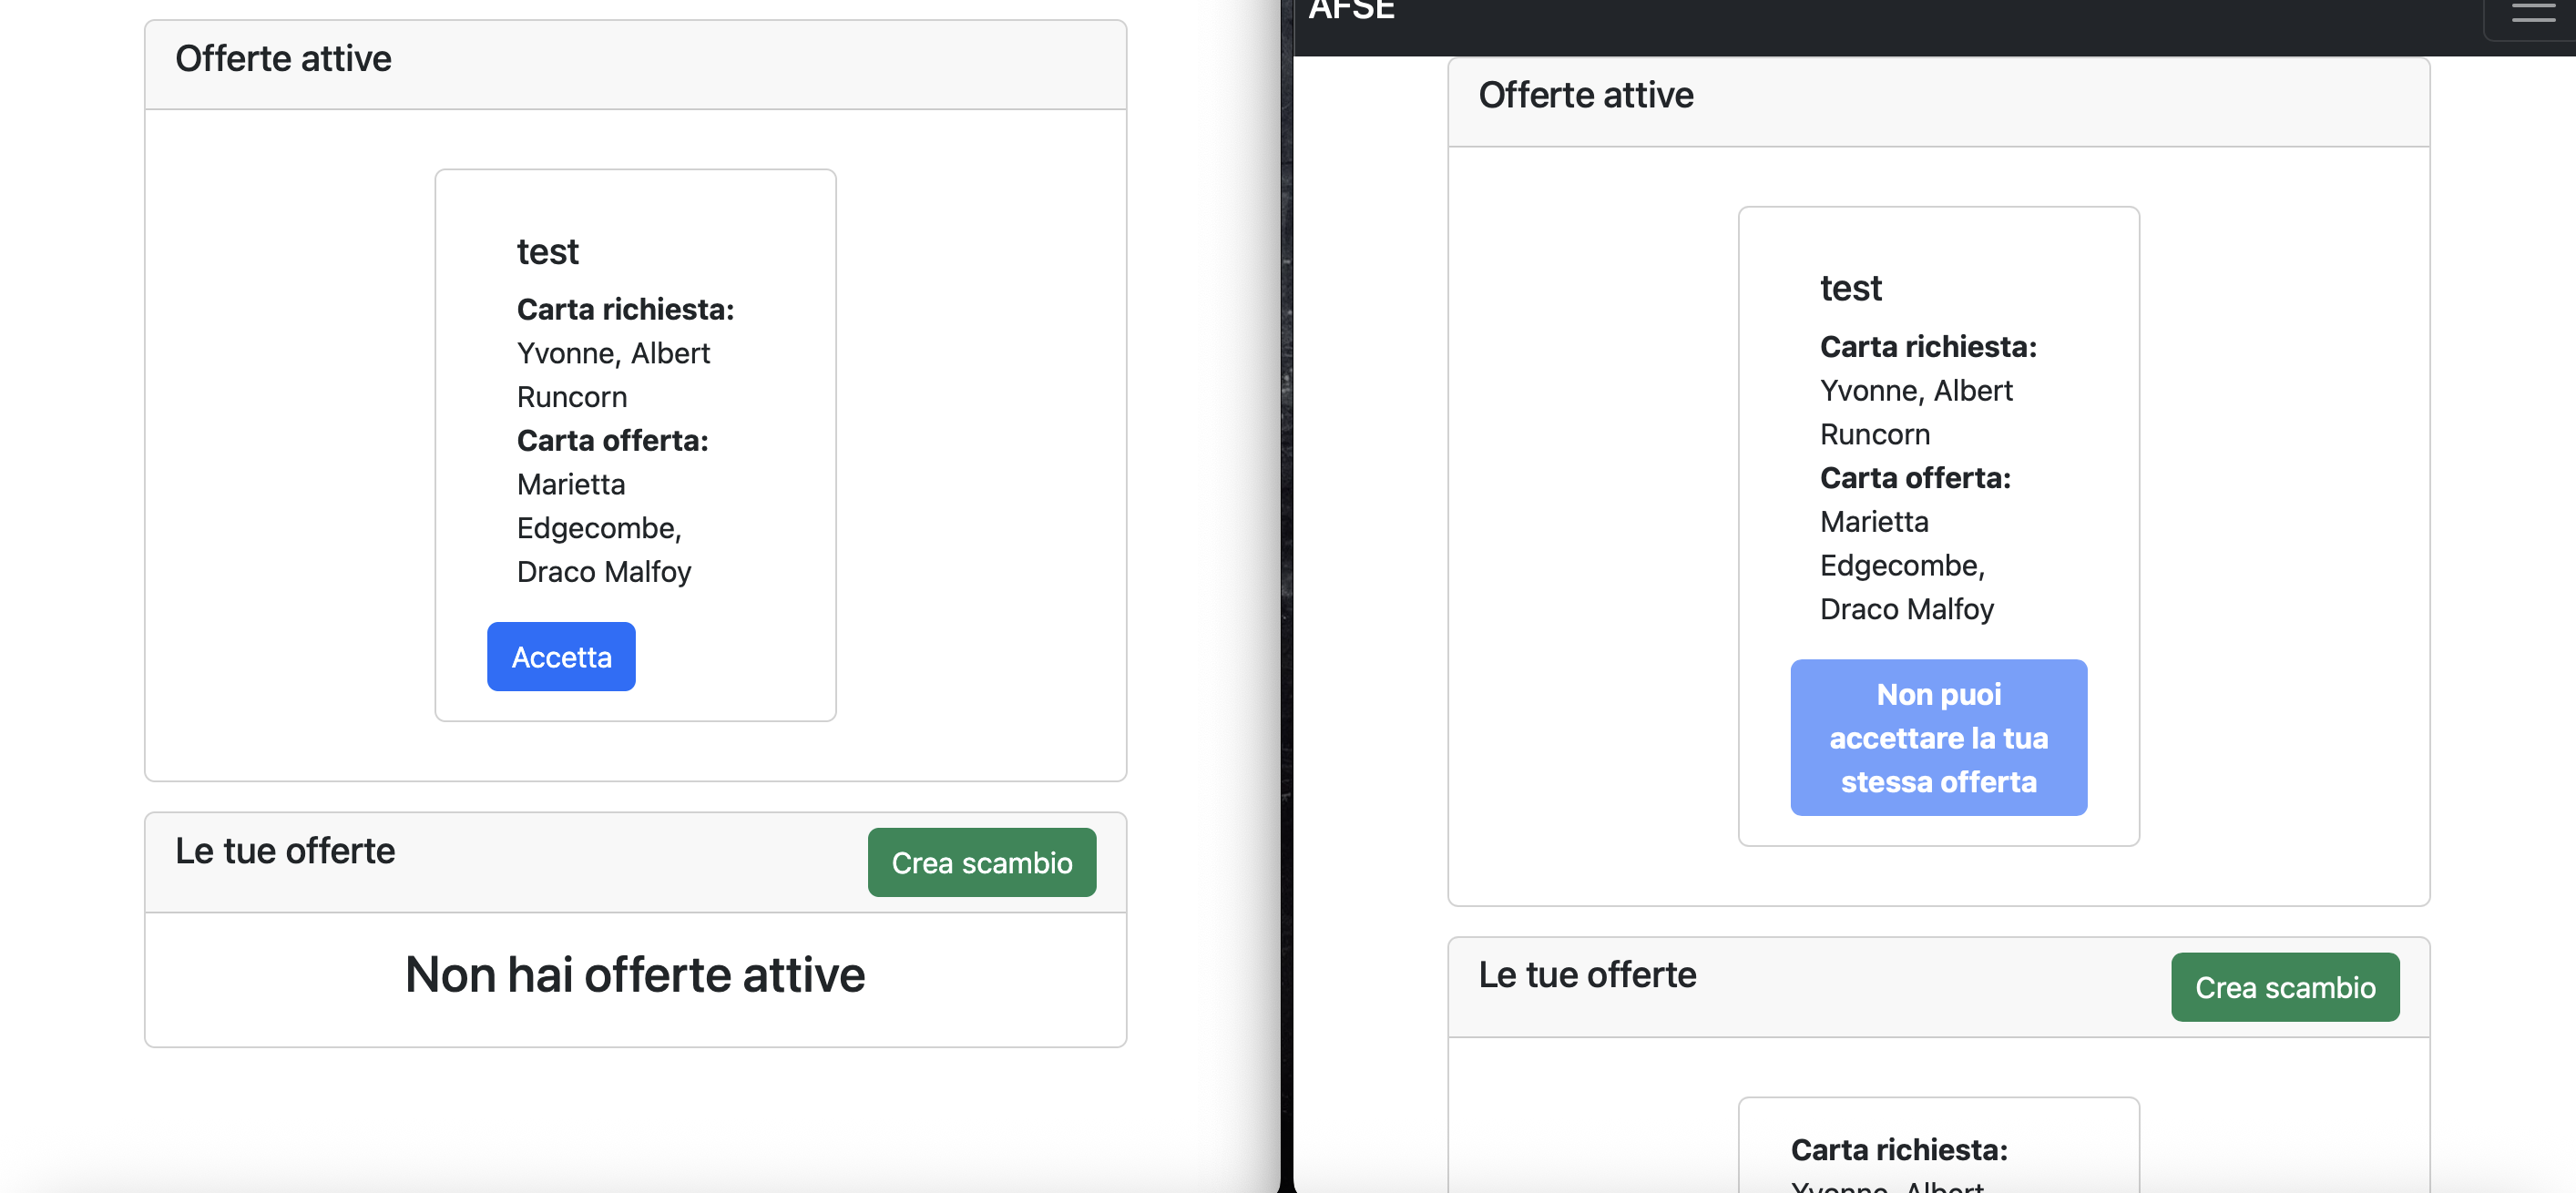 Offerte attive
test
Carta richiesta:
Yvonne, Albert
Runcorn
Carta offerta:
Marietta
Edgecombe,
Draco Malfoy
Accetta
Le tue offerte
Crea scambio
Non hai offerte attive
AFSE
Offerte attive
test
Carta richiesta:
Yvonne, Albert
Runcorn
Carta offerta:
Marietta
Edgecombe,
Draco Malfoy
Non puoi
accettare la tua
stessa offerta
Le tue offerte
Crea scambio
Carta richiesta:
Yvonne, Albert